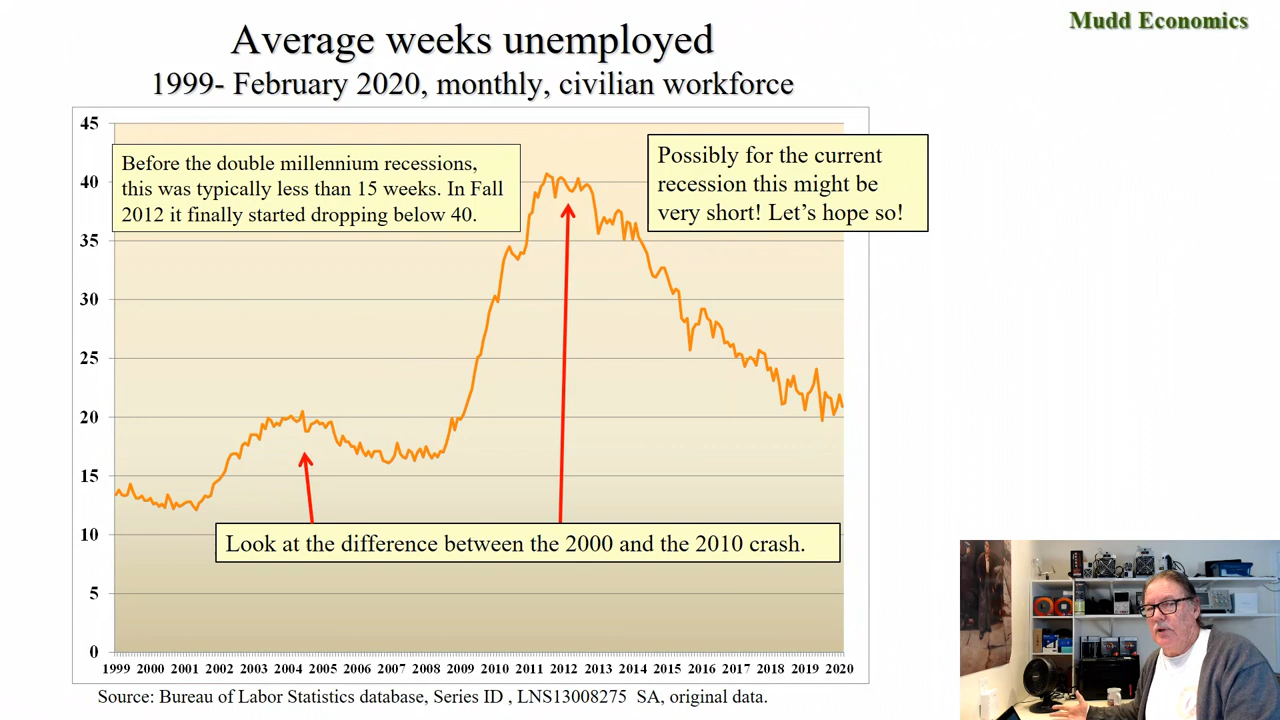 Mudd Economics
Average weeks unemployed
1999- February 2020, monthly, civilian workforce
45
40
35
30
25
20
15
10
5
0
Before the double millennium recessions,
this was typically less than 15 weeks. In Fall
2012 it finally started dropping below 40.
Possibly for the current
recession this might be
very short! Let’s hope so!
Look at the difference between the 2000 and the 2010 crash.
1999 2000 2001 2002 2003 2004 2005 2006 2007 2008 2009 2010 2011 2012 2013 2014 2015 2016 2017 2018 2019 2020
Source: Bureau of Labor Statistics database, Series ID , LNS13008275 SA, original data.